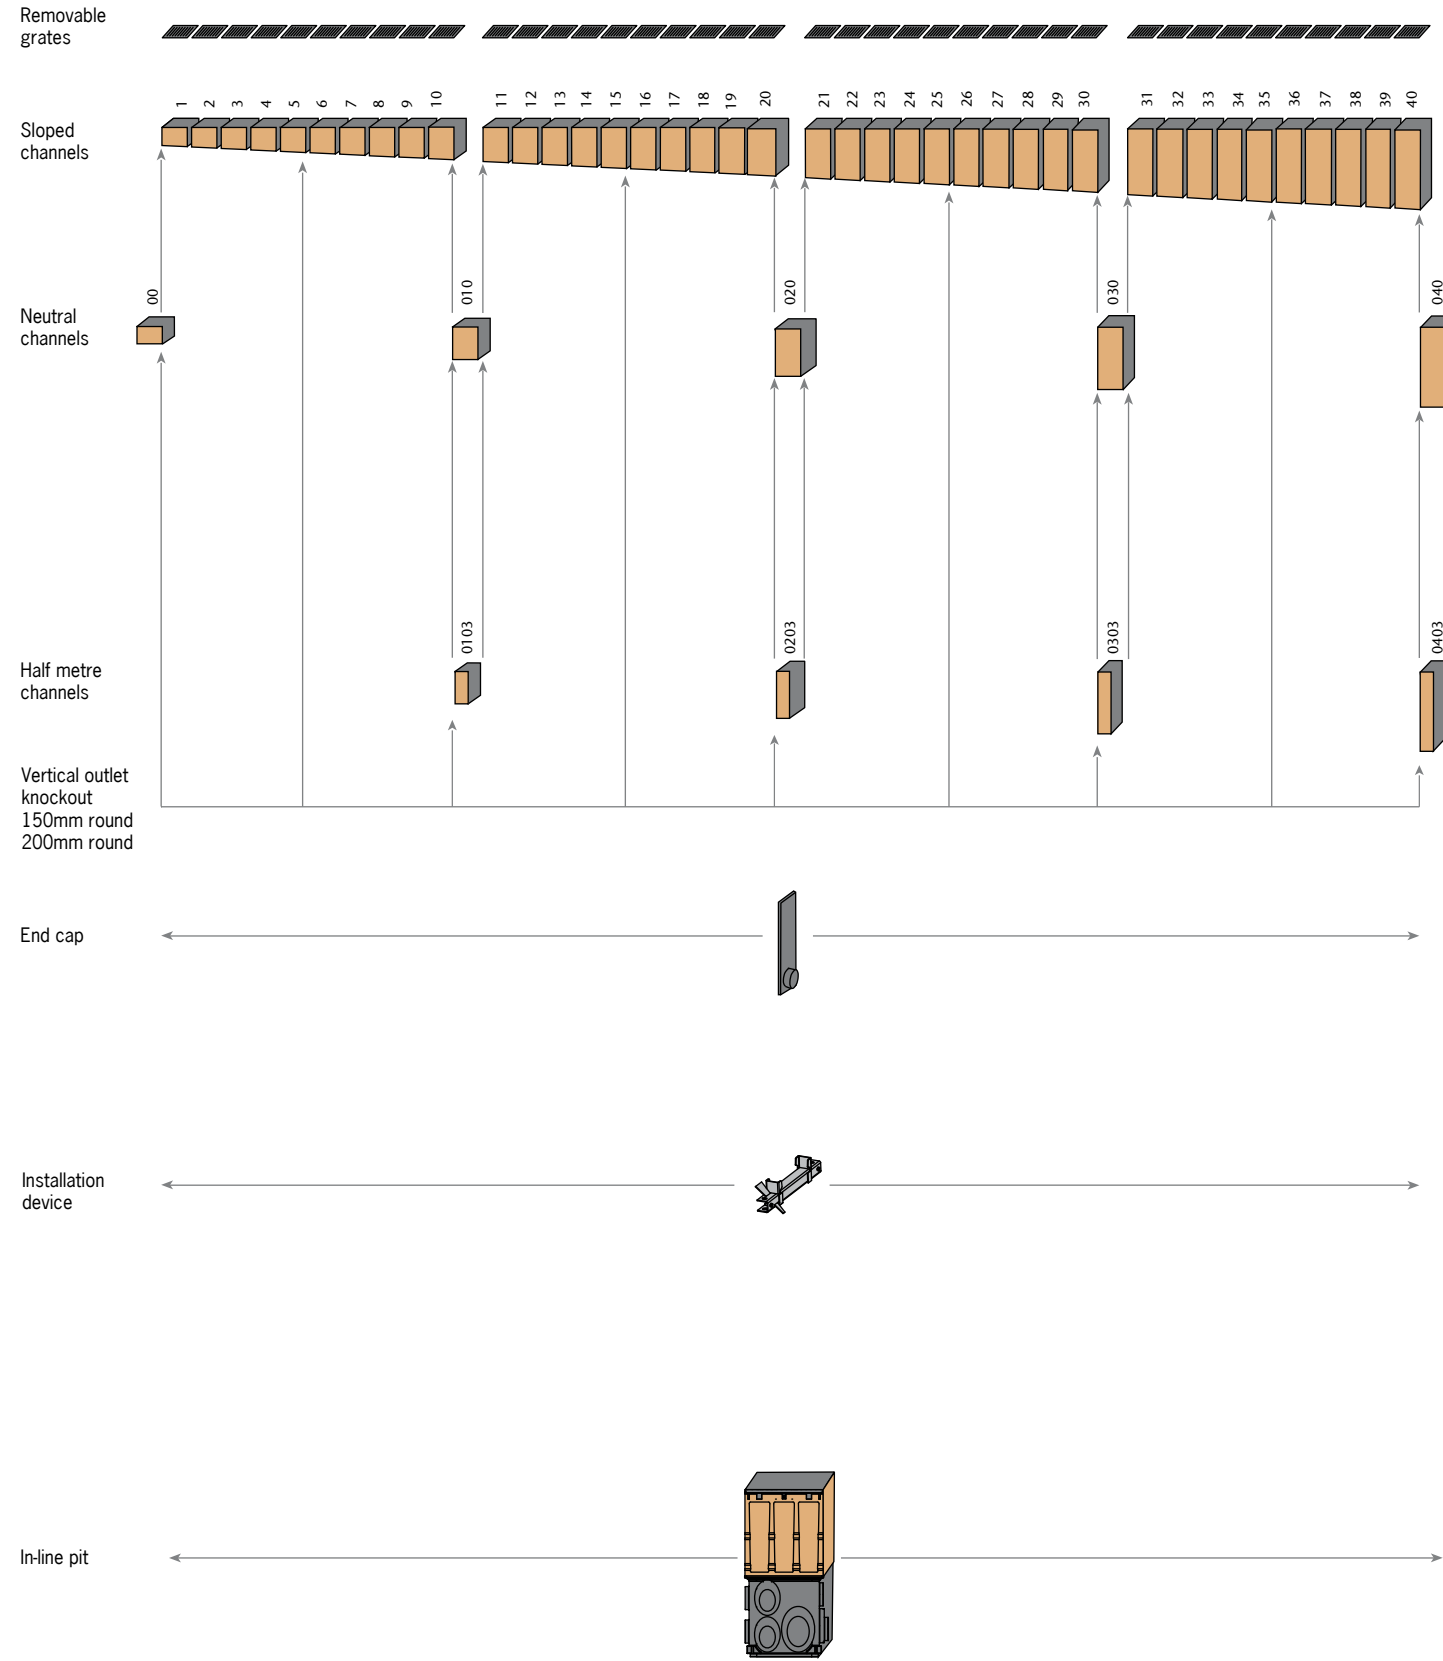 Removable
grates
1 2 3 4 5 6 7 8 9 10 11 12 13 14 15 16 17 18 19 20 21 22 23 24 25 26 27 28 29 30 31 32 33 34 35 36 37 38 39 40
Sloped
channels
00 010 020 030 040
Neutral
channels
0103 0203 0303 0403
Half metre
channels
Vertical outlet
knockout
150mm round
200mm round
End cap
Installation
device
In-line pit